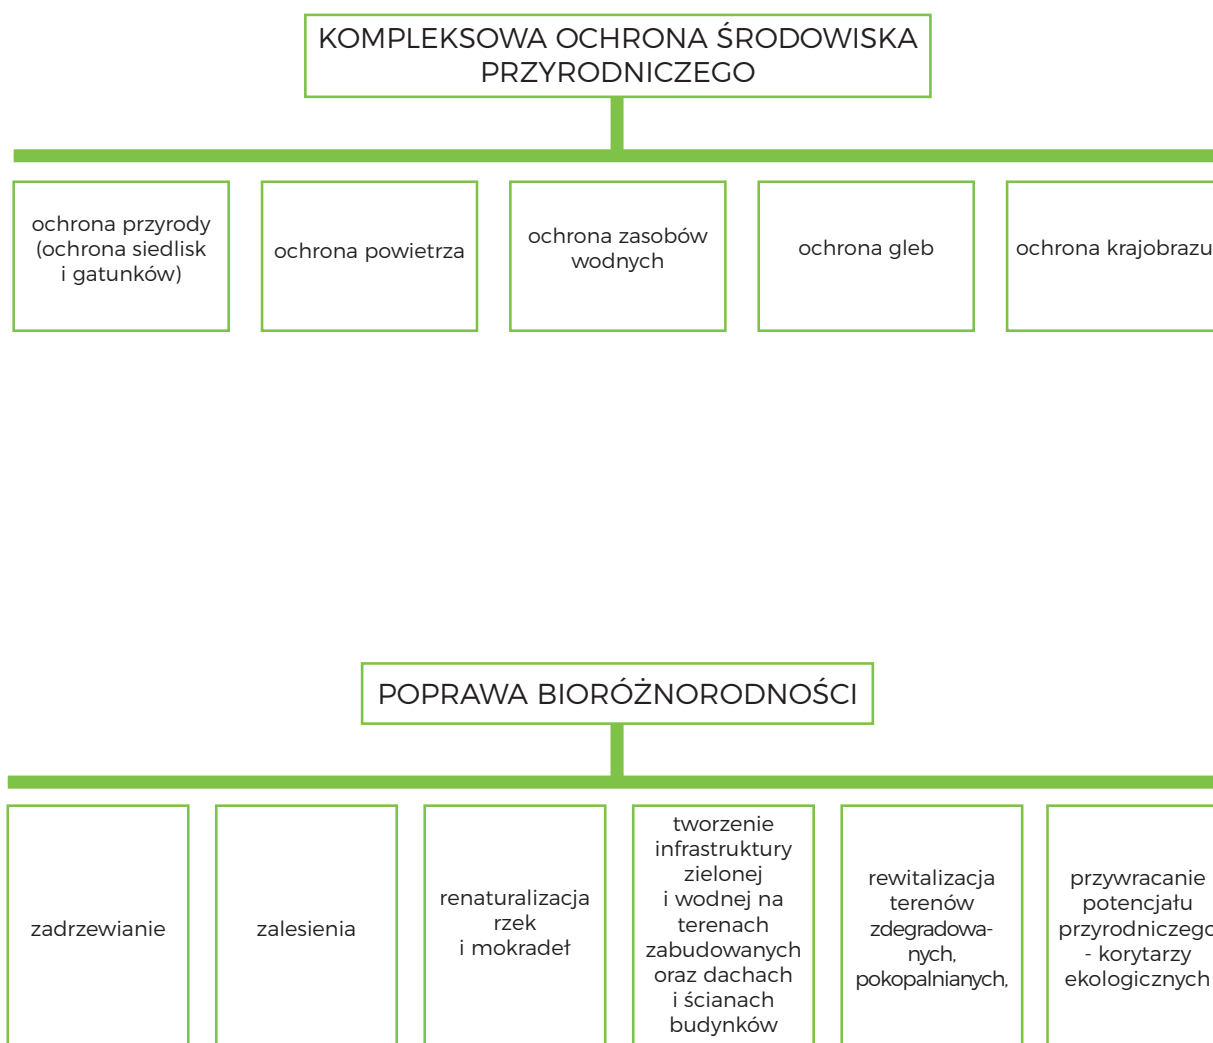 KOMPLEKSOWA OCHRONA ŚRODOWISKA
PRZYRODNICZEGO
ochrona przyrody
(ochrona siedlisk
i gatunków)
ochrona powietrza
ochrona zasobów
wodnych
ochrona gleb
ochrona krajobrazu
POPRAWA BIORÓŻNORODNOŚCI
zadrzewianie
zalesienia
renaturalizacja
rzek
i mokradeł
tworzenie
infrastruktury
zielonej
i wodnej na
terenach
zabudowanych
oraz dachach
i ścianach
budynków
rewitalizacja
terenów
zdegradowa-
nych,
pokopalnianych,
przywracanie
potencjału
przyrodniczego
- korytarzy
ekologicznych